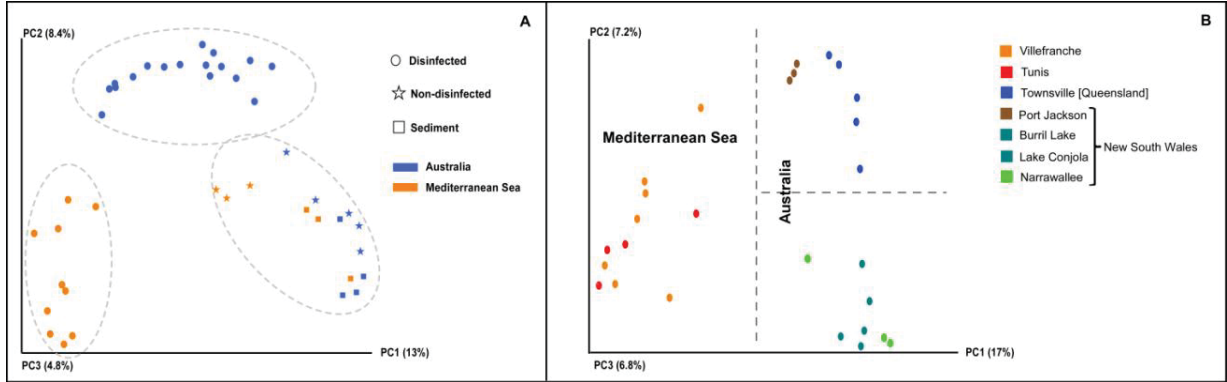 A
PC2 (8.4%)
Disinfected
Non-disinfected
Sediment
Australia
Mediterranean Sea
PC1 (13%)
PC3 (4.8%)
B
PC2 (7.2%)
Villefranche
Tunis
Townsville [Queensland]
Port Jackson
Burril Lake
New South Wales
Lake Conjola
Narrawallee
Mediterranean Sea
Australia
PC1 (17%)
PC3 (6.8%)